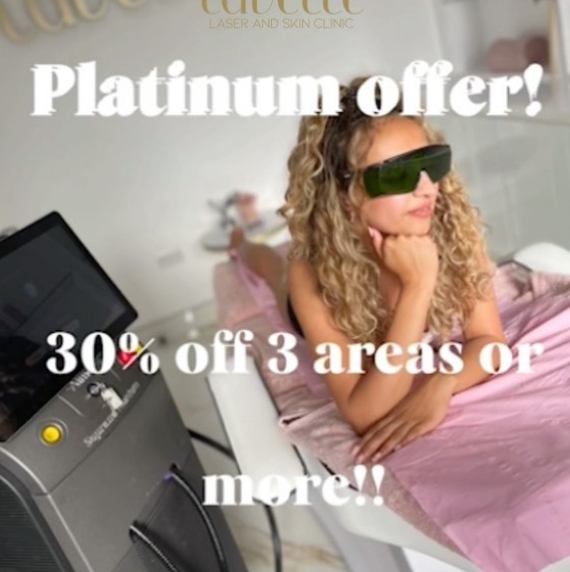 LASER AND SKIN CLINIC
Platinum offer!
30% off 3 areas or
more!!